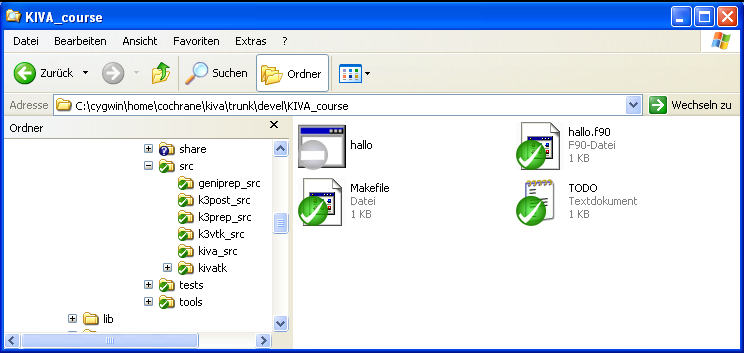 KIVA_course
Datei Bearbeiten Ansicht Favoriten Extras ?
Zurück Suchen Ordner
Adresse C:\cygwin\home\cochrane\kiva\trunk\devel\KIVA_course Wechseln zu
Ordner
share
src
geniprep_src
k3post_src
k3prep_src
k3vtk_src
kiva_src
kivatk
tests
tools
lib
hallo
hallo.f90
F90-Datei
1 KB
Makefile
Datei
1 KB
TODO
Textdokument
1 KB